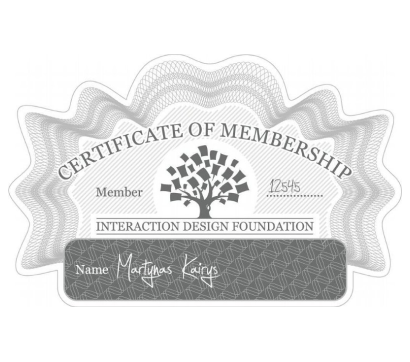 CERTIFICATE OF MEMBERSHIP
Member 12545
INTERACTION DESIGN FOUNDATION
Name Martynas Kairys